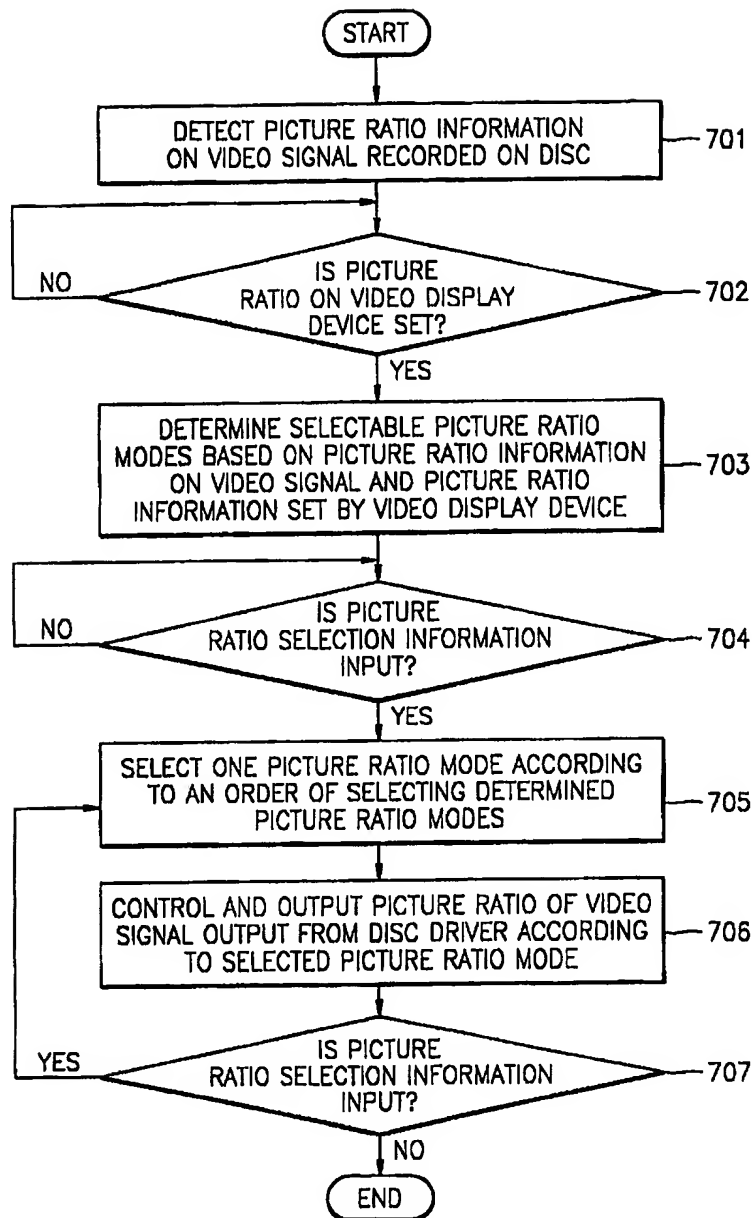 START
DETECT PICTURE RATIO INFORMATION
ON VIDEO SIGNAL RECORDED ON DISC
701
IS PICTURE
RATIO ON VIDEO DISPLAY
DEVICE SET?
NO
702
YES
DETERMINE SELECTABLE PICTURE RATIO
MODES BASED ON PICTURE RATIO INFORMATION
ON VIDEO SIGNAL AND PICTURE RATIO
INFORMATION SET BY VIDEO DISPLAY DEVICE
703
IS PICTURE
RATIO SELECTION INFORMATION
INPUT?
NO
704
YES
SELECT ONE PICTURE RATIO MODE ACCORDING
TO AN ORDER OF SELECTING DETERMINED
PICTURE RATIO MODES
705
CONTROL AND OUTPUT PICTURE RATIO OF VIDEO
SIGNAL OUTPUT FROM DISC DRIVER ACCORDING
TO SELECTED PICTURE RATIO MODE
706
YES
IS PICTURE
RATIO SELECTION INFORMATION
INPUT?
707
NO
END